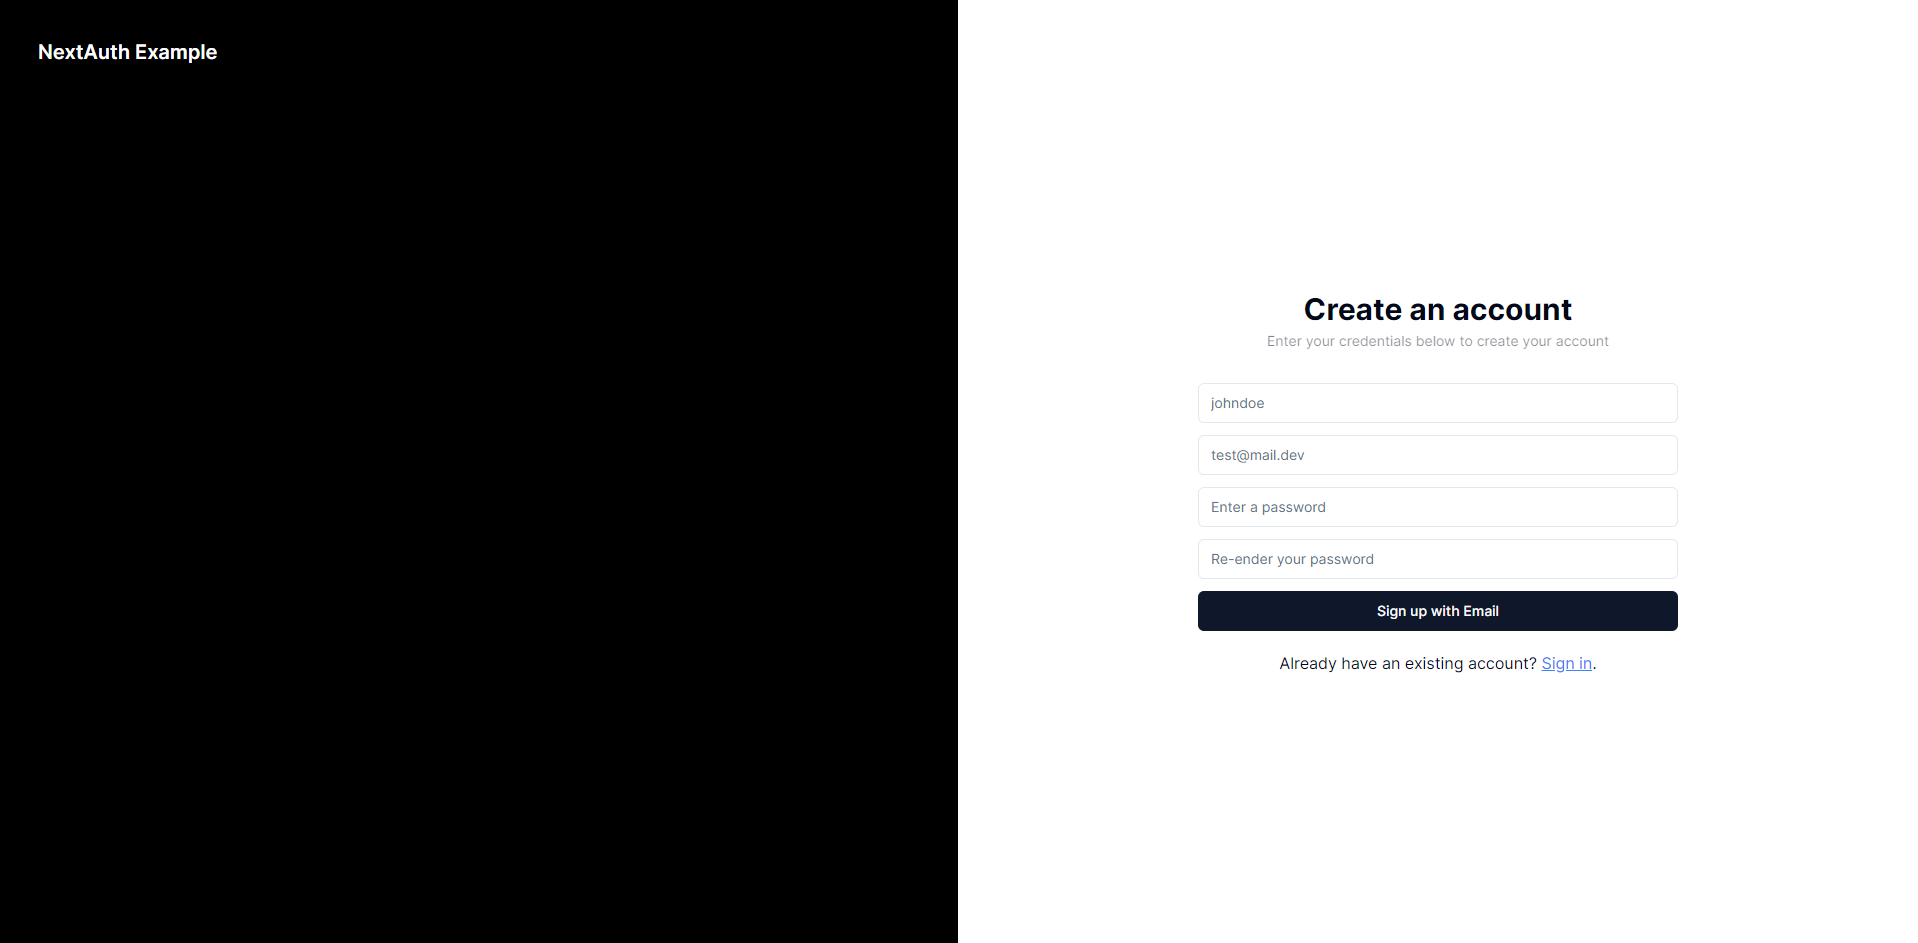 NextAuth Example
Create an account
Enter your credentials below to create your account
johndoe
test@mail.dev
Enter a password
Re-ender your password
Sign up with Email
Already have an existing account? Sign in.